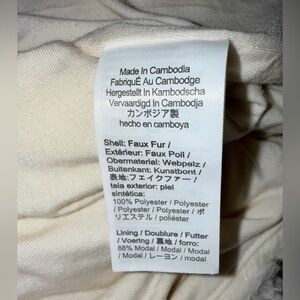 Made In Cambodia
FabriquÉ Au Cambodge
Hergestellt In Kambodscha
Vervaardigd In Cambodja
カンボジア製
hecho en camboya
Shell: Faux Fur /
Extérieur: Faux Poil /
Obermaterial: Webpelz /
Buitenkant: Kunstbont /
表地:フェイクファー /
tela exterior: piel
sintética:
100% Polyester / Polyester
/ Polyester / Polyester / ポ
リエステル / poliéster
Lining / Doublure / Futter
/ Voering / 裏地 / forro:
88% Modal / Modal / Modal
/ Modal / レーヨン / modal